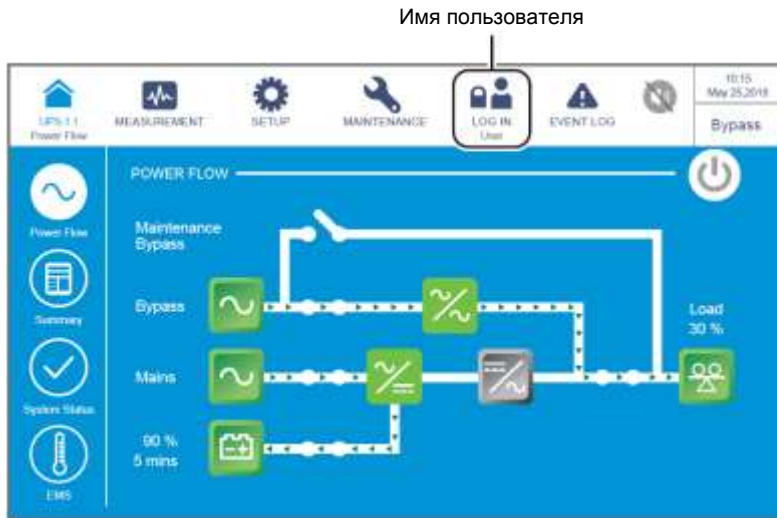 Имя пользователя
10:15
May 25,2018
UPS 1.1
Power Flow
MEASUREMENT
SETUP
MAINTENANCE
LOG IN
User
EVENT LOG
Bypass
POWER FLOW
Power Flow
Maintenance
Bypass
Summary
Bypass
Load
30 %
System Status
Mains
90 %
5 mins
EMS